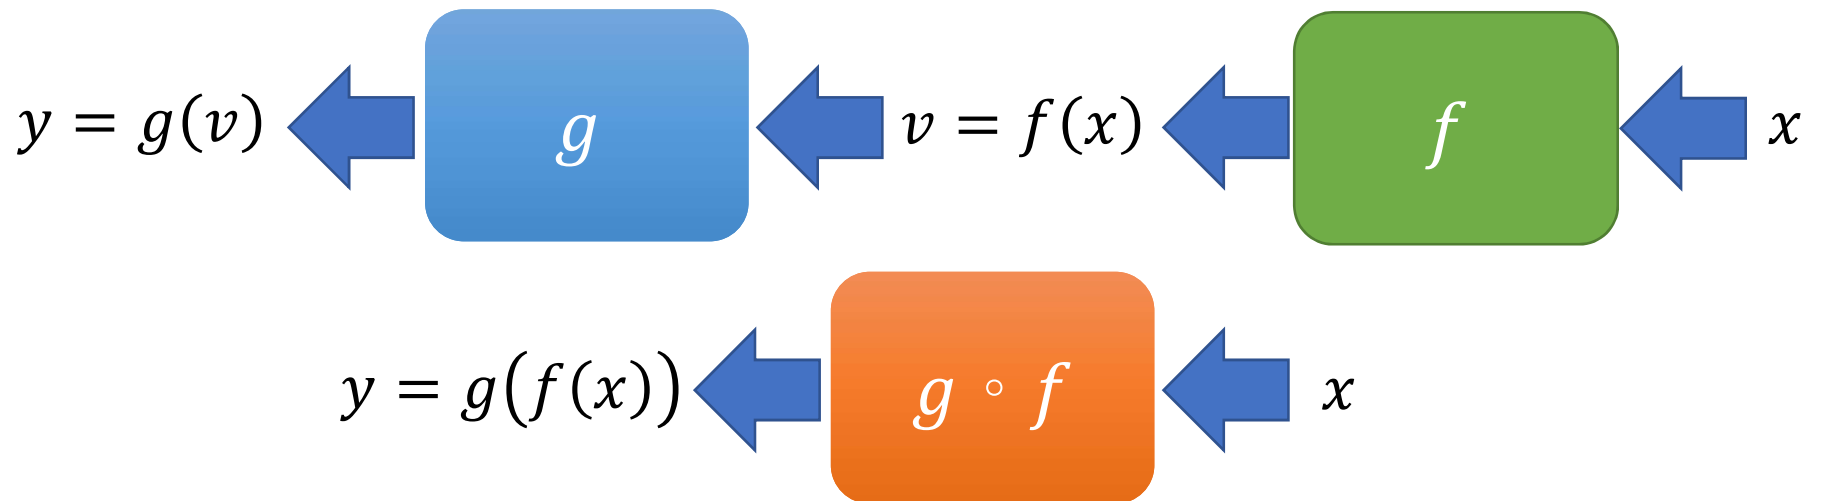 y = g(v) g v = f(x) f x
y = g(f(x)) g ∘ f x